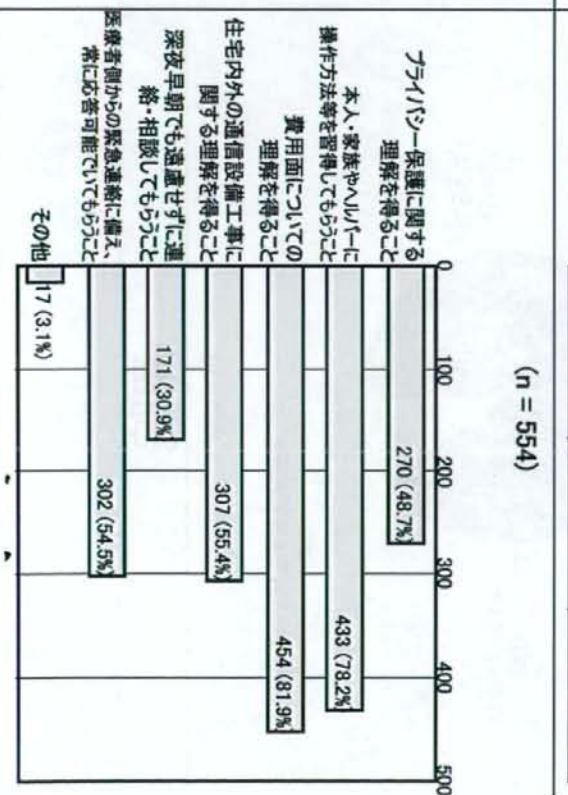 (n = 554)
0
100
200
300
400
500
プライバシー保護に関する
理解を得ること
270 (48.7%)
本人・家族やヘルパーに
操作方法等を習得してもらうこと
433 (78.2%)
費用面についての
理解を得ること
454 (81.9%)
住宅内外の通信設備工事に
関する理解を得ること
307 (55.4%)
深夜早朝でも遠慮せずに連
絡・相談してもらうこと
171 (30.9%)
医療者側からの緊急連絡に備え、
常に応答可能でいてもらうこと
302 (54.5%)
その他
17 (3.1%)